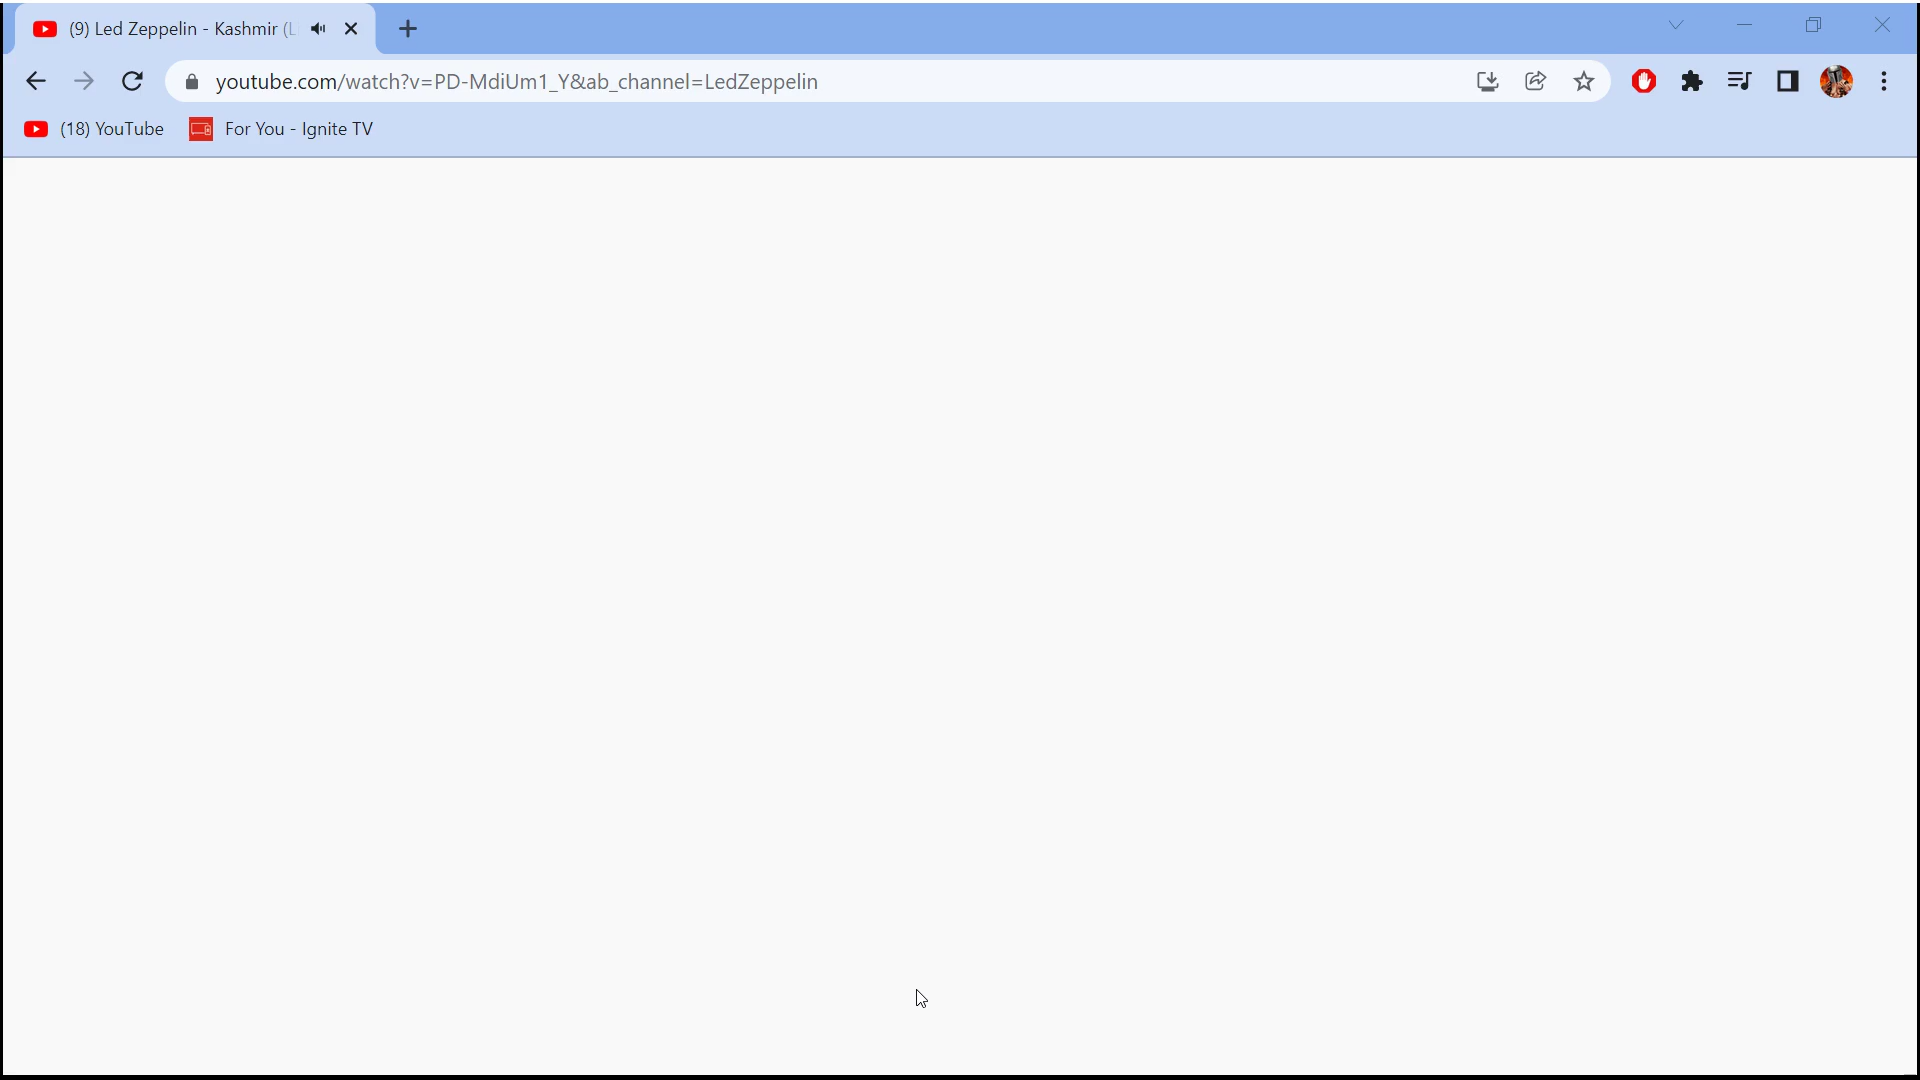 (9) Led Zeppelin - Kashmir (L
youtube.com/watch?v=PD-MdiUm1_Y&ab_channel=LedZeppelin
(18) YouTube For You - Ignite TV